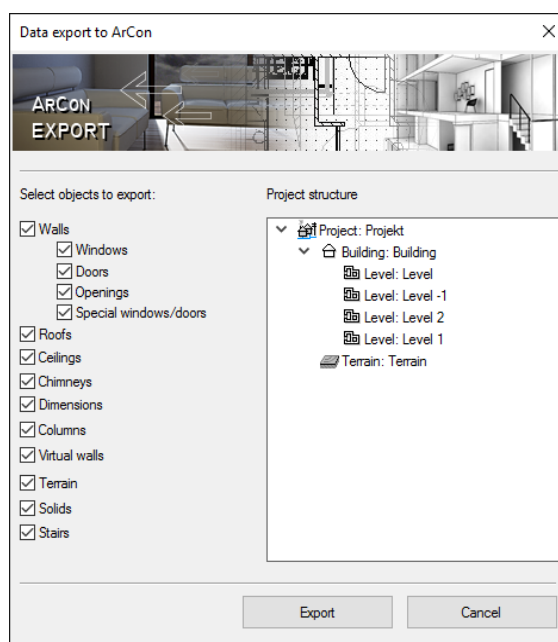 Data export to ArCon
ARCON
EXPORT
Select objects to export:
Walls
Windows
Doors
Openings
Special windows/doors
Roofs
Ceilings
Chimneys
Dimensions
Columns
Virtual walls
Terrain
Solids
Stairs
Project structure
Project: Projekt
Building: Building
Level: Level
Level: Level -1
Level: Level 2
Level: Level 1
Terrain: Terrain
Export
Cancel